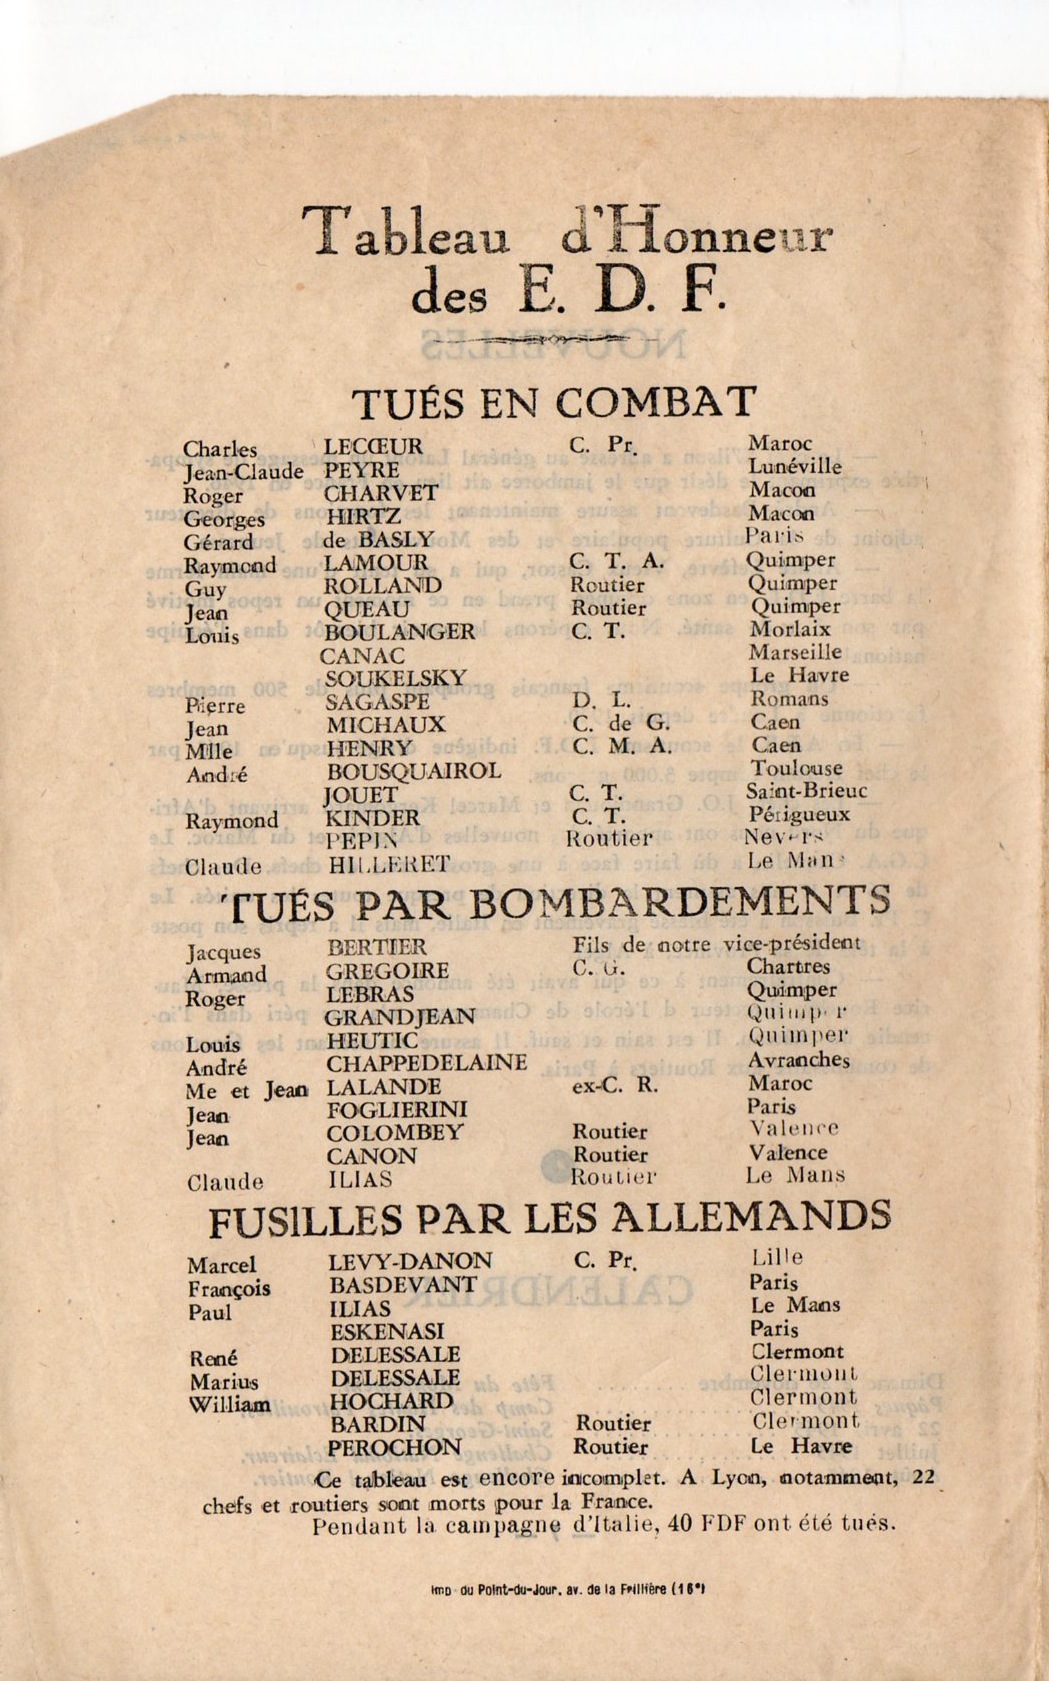 Tableau d'Honneur
des E. D. F.
TUÉS EN COMBAT
Charles LECŒUR C. Pr. Maroc
Jean-Claude PEYRE Lunéville
Roger CHARVET Macon
Georges HIRTZ Macon
Gérard de BASLY Paris
Raymond LAMOUR C. T. A. Quimper
Guy ROLLAND Routier Quimper
Jean QUEAU Routier Quimper
Louis BOULANGER C. T. Morlaix
CANAC Marseille
SOUKELSKY Le Havre
Pierre SAGASPE D. L. Romans
Jean MICHAUX C. de G. Caen
Mlle HENRY C. M. A. Caen
André BOUSQUAIROL Toulouse
JOUET C. T. Saint-Brieuc
Raymond KINDER C. T. Périgueux
PEPIN Routier Nevers
Claude HILLERET Le Mans
TUÉS PAR BOMBARDEMENTS
Jacques BERTIER Fils de notre vice-président
Armand GREGOIRE C. G. Chartres
Roger LEBRAS Quimper
GRANDJEAN Quimper
Louis HEUTIC Quimper
André CHAPPEDELAINE Avranches
Me et Jean LALANDE ex-C. R. Maroc
Jean FOGLIERINI Paris
Jean COLOMBEY Routier Valence
CANON Routier Valence
Claude ILIAS Routier Le Mans
FUSILLES PAR LES ALLEMANDS
Marcel LEVY-DANON C. Pr. Lille
François BASDEVANT Paris
Paul ILIAS Le Mans
ESKENASI Paris
René DELESSALE Clermont
Marius DELESSALE Clermont
William HOCHARD Clermont
BARDIN Routier Clermont
PEROCHON Routier Le Havre
Ce tableau est encore incomplet. A Lyon, notamment, 22
chefs et routiers sont morts pour la France.
Pendant la campagne d'Italie, 40 FDF ont été tués.
Imp du Point-du-Jour, av. de la Frillière (16e)